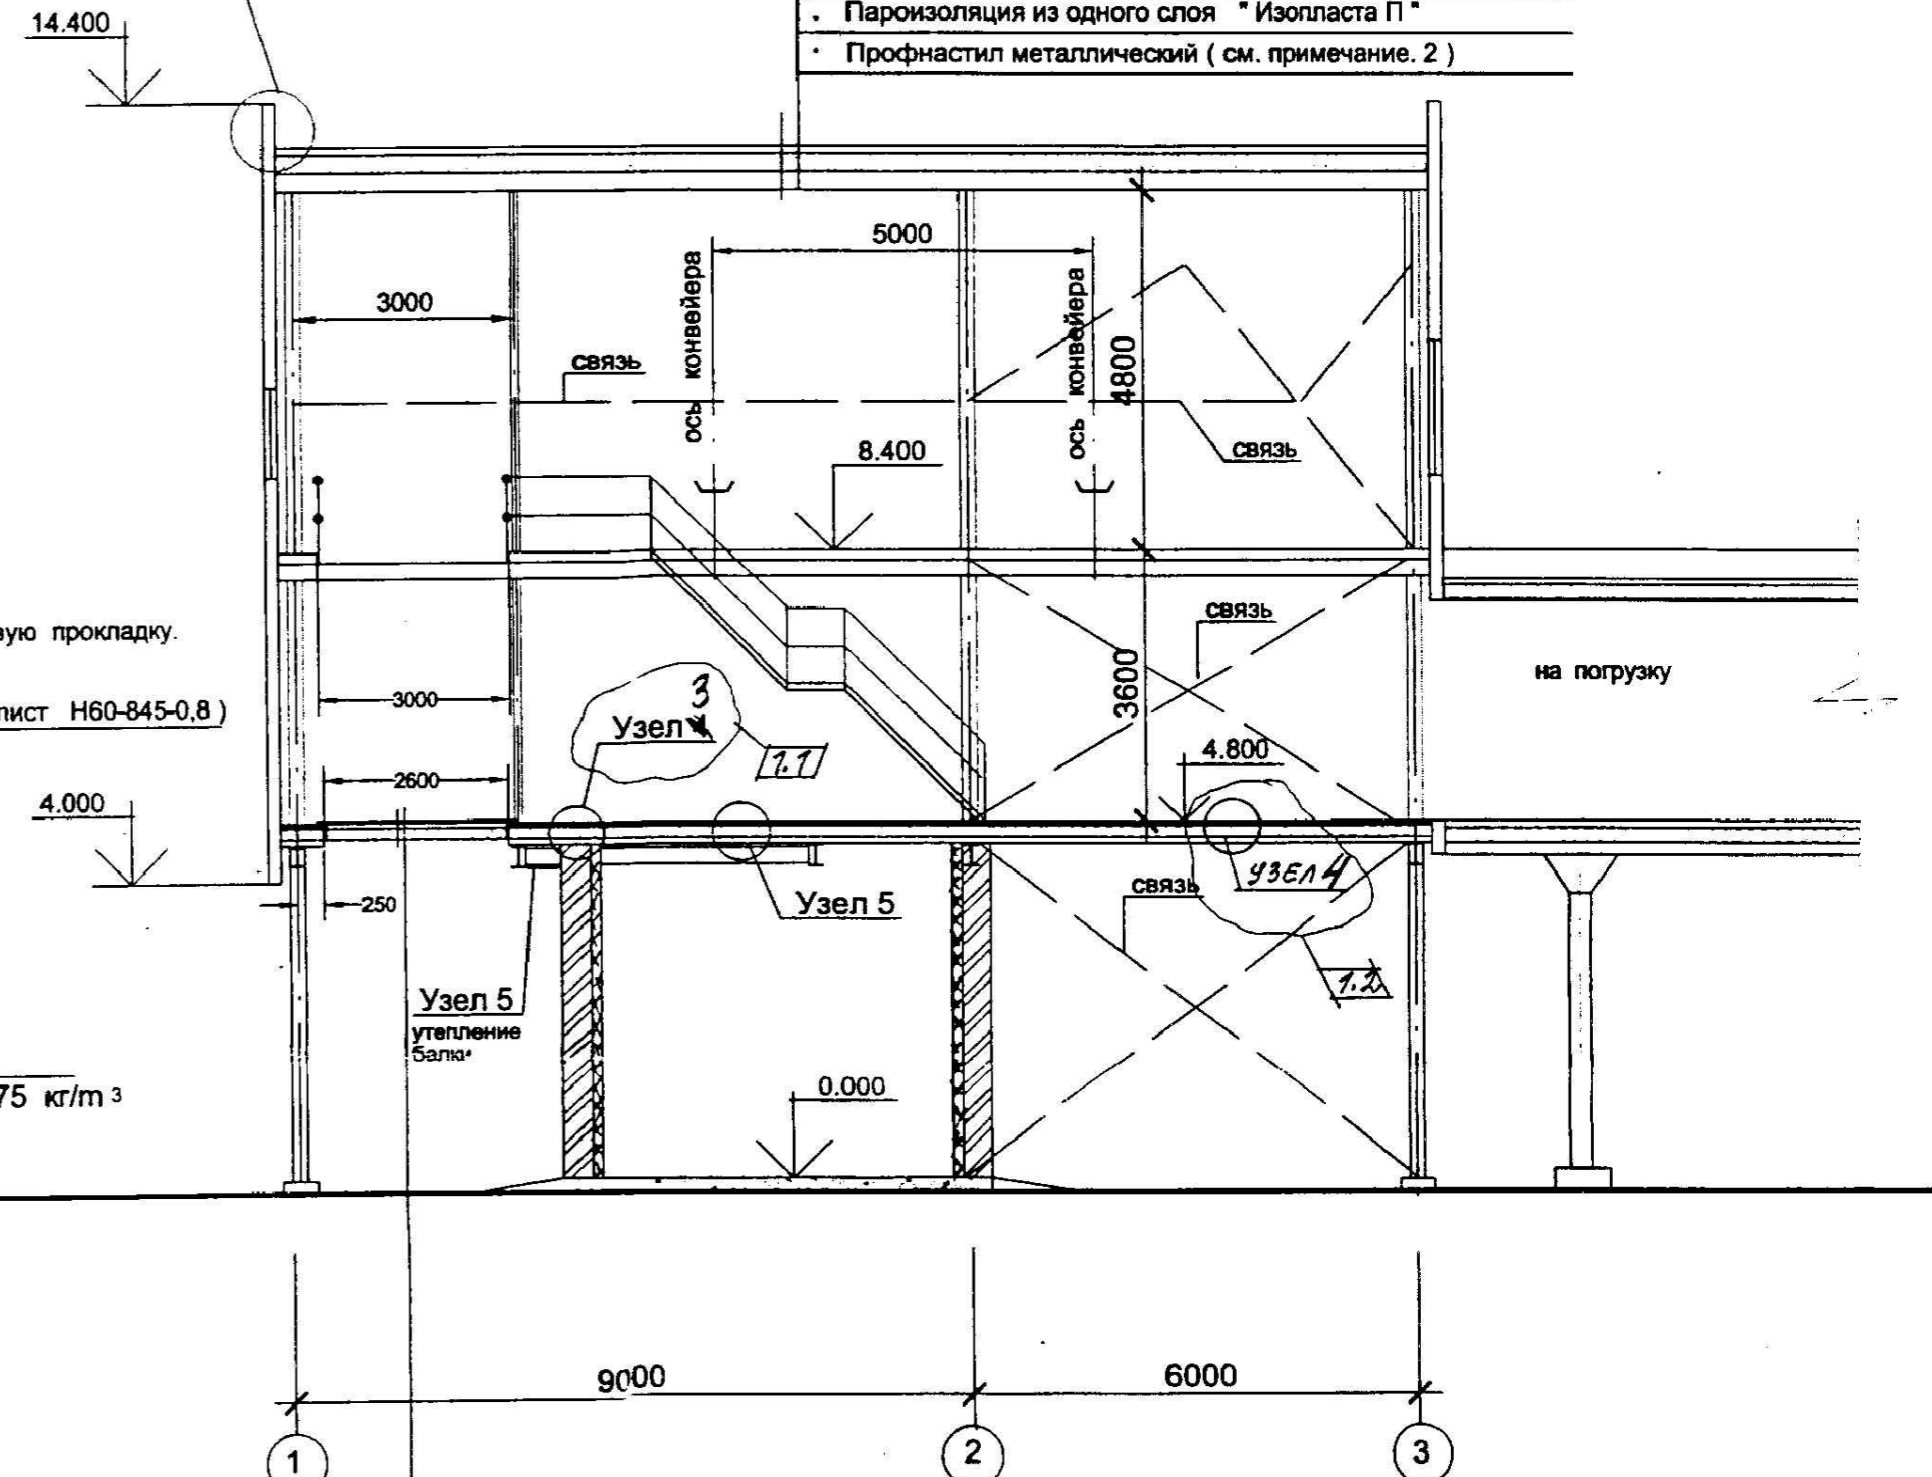 14.400
Пароизоляция из одного слоя " Изопласта П "
Профнастил металлический ( см. примечание. 2 )
5000
3000
ось конвейера
ось конвейера
4800
связь
связь
8.400
прокладку.
связь
3600
на погрузку
лист Н60-845-0,8 )
3000
Узел 3
1.1
4.800
2600
4.000
250
Узел 5
связь
УЗЕЛ 4
1.2
Узел 5
утепление
0.000
75 кг/m 3
9000
6000
1
2
3